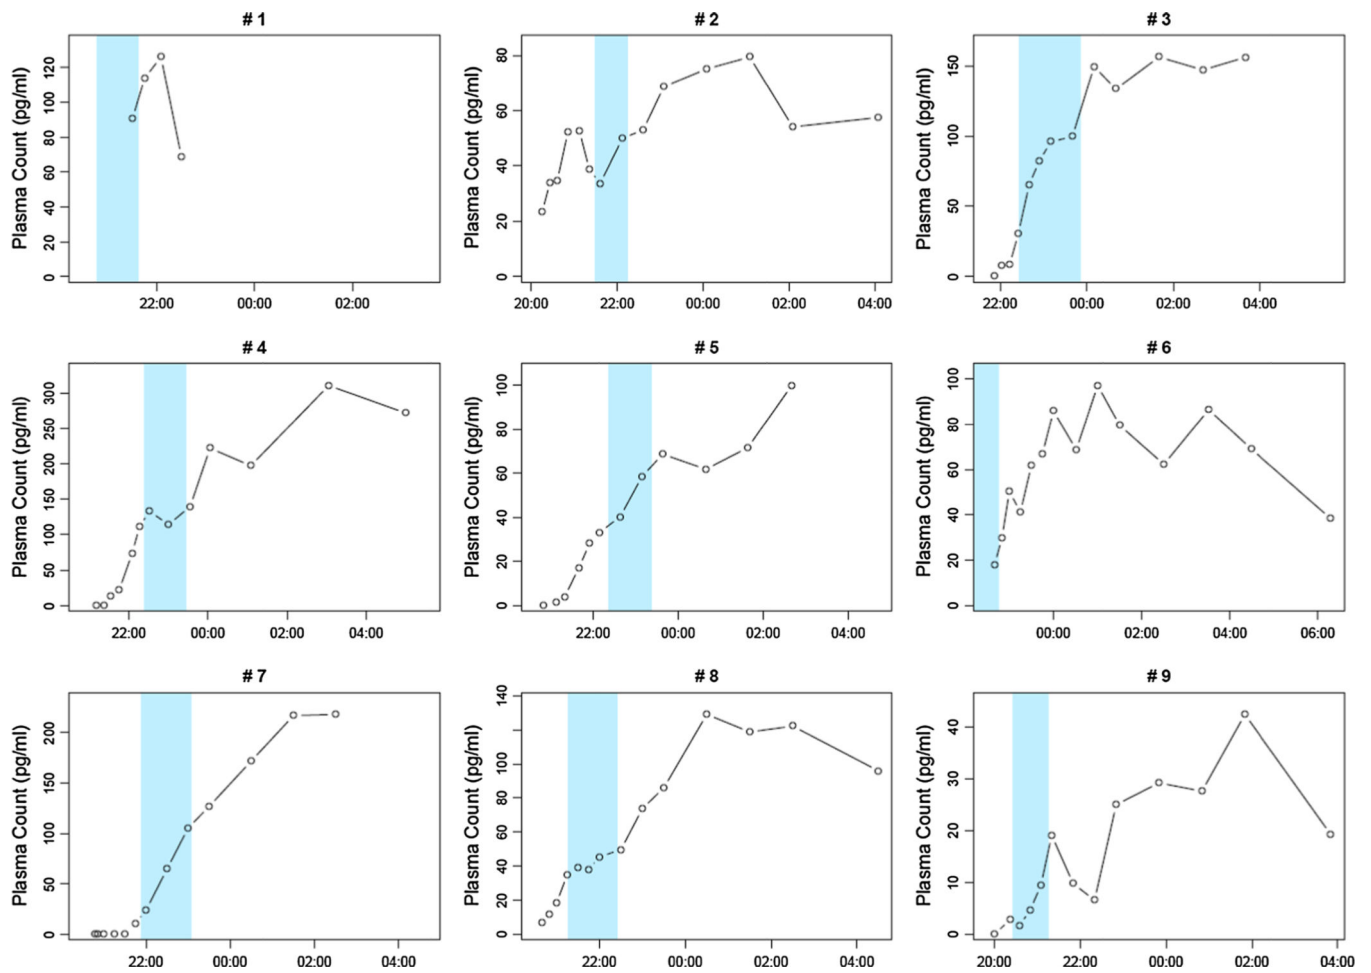 # 1
# 2
# 3
Plasma Count (pg/ml)
0 20 40 60 80 100 120
22:00 00:00 02:00
Plasma Count (pg/ml)
0 20 40 60 80
20:00 22:00 00:00 02:00 04:00
Plasma Count (pg/ml)
0 50 100 150
22:00 00:00 02:00 04:00
# 4
# 5
# 6
Plasma Count (pg/ml)
0 50 100 150 200 250 300
22:00 00:00 02:00 04:00
Plasma Count (pg/ml)
0 20 40 60 80 100
22:00 00:00 02:00 04:00
Plasma Count (pg/ml)
0 20 40 60 80 100
00:00 02:00 04:00 06:00
# 7
# 8
# 9
Plasma Count (pg/ml)
0 50 100 150 200
22:00 00:00 02:00 04:00
Plasma Count (pg/ml)
0 20 40 60 80 100 140
22:00 00:00 02:00 04:00
Plasma Count (pg/ml)
0 10 20 30 40
20:00 22:00 00:00 02:00 04:00